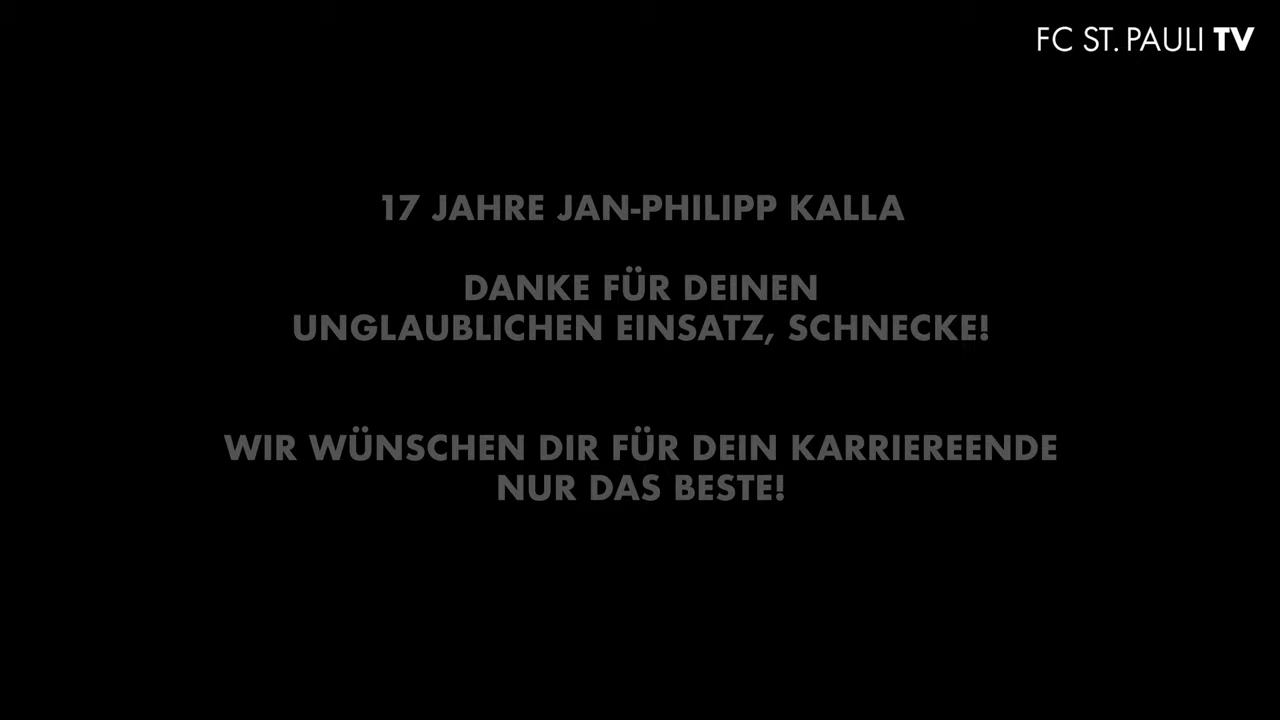 FC ST. PAULI TV
17 JAHRE JAN-PHILIPP KALLA
DANKE FÜR DEINEN
UNGLAUBLICHEN EINSATZ, SCHNECKE!
WIR WÜNSCHEN DIR FÜR DEIN KARRIEREENDE
NUR DAS BESTE!